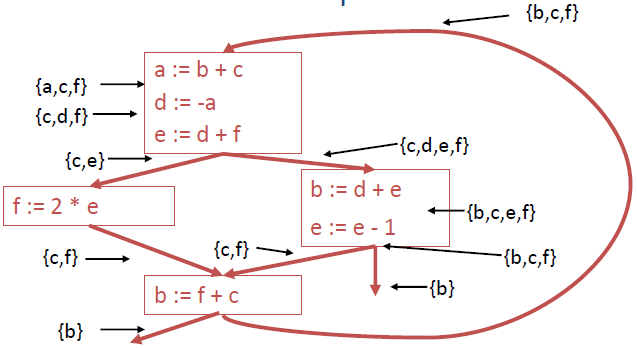 {b,c,f}
a := b + c
{a,c,f}
d := -a
{c,d,f}
e := d + f
{c,e}
{c,d,e,f}
f := 2 * e
b := d + e
{b,c,e,f}
e := e - 1
{c,f}
{c,f}
{b,c,f}
b := f + c
{b}
{b}